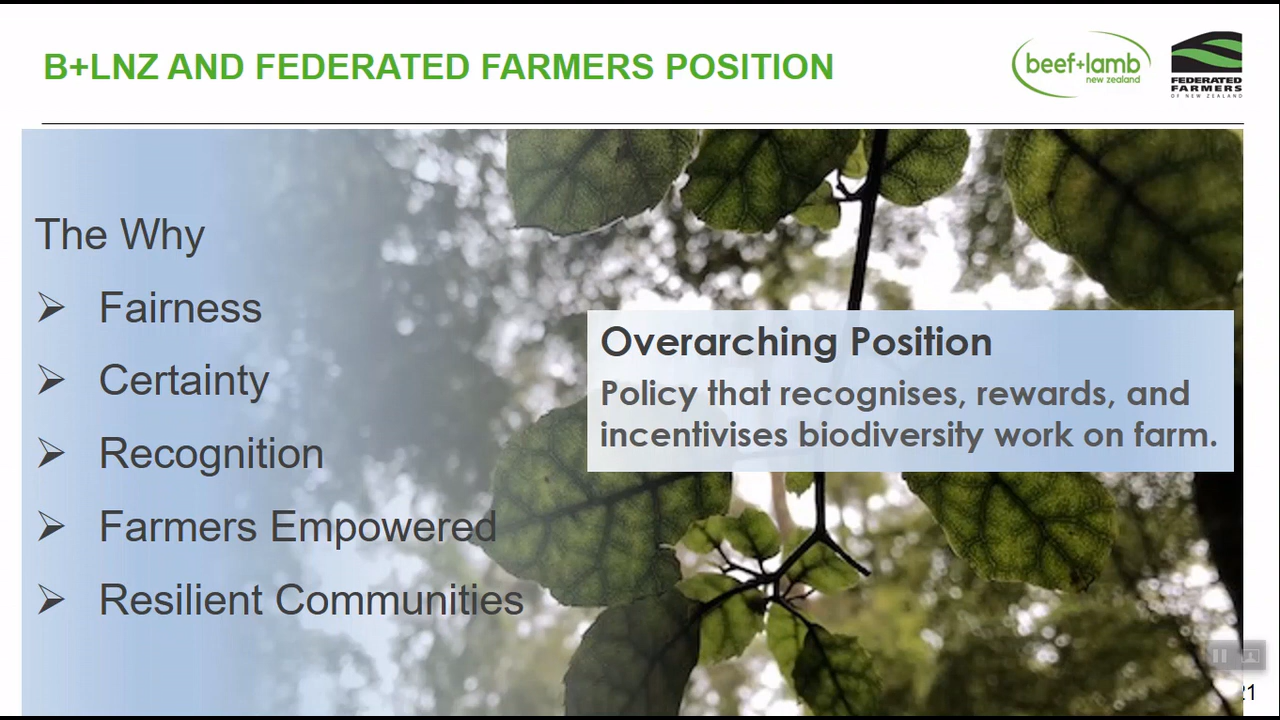 B+LNZ AND FEDERATED FARMERS POSITION
beef+lamb
new zealand
FEDERATED
FARMERS
OF NEW ZEALAND
The Why
Fairness
Certainty
Recognition
Farmers Empowered
Resilient Communities
Overarching Position
Policy that recognises, rewards, and
incentivises biodiversity work on farm.
21